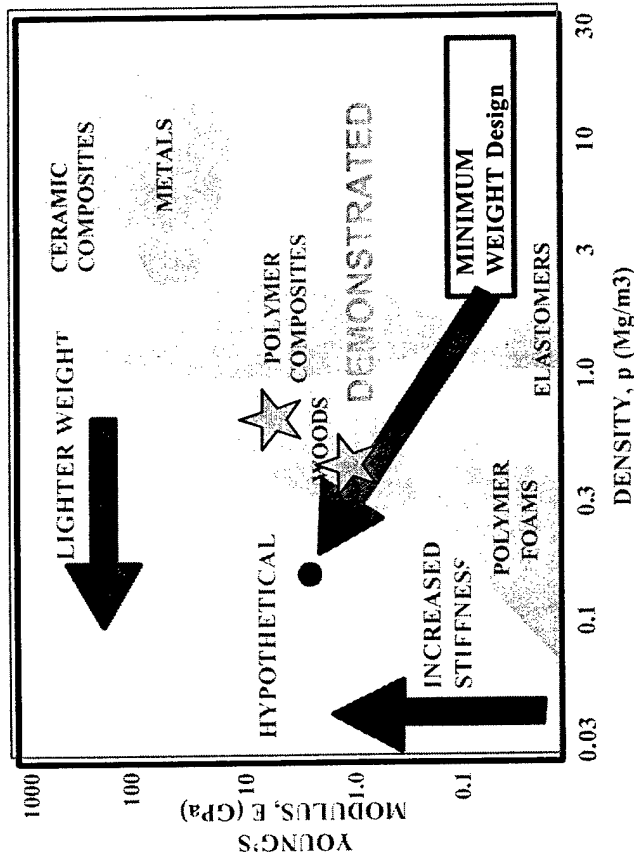 YOUNG'S
MODULUS, E (GPa)
1000
100
10
1.0
0.1
LIGHTER WEIGHT
CERAMIC
COMPOSITES
METALS
HYPOTHETICAL
WOODS
POLYMER
COMPOSITES
DEMONSTRATED
INCREASED
STIFFNESS
POLYMER
FOAMS
ELASTOMERS
MINIMUM
WEIGHT Design
0.03
0.1
0.3
1.0
3
10
30
DENSITY, p (Mg/m3)